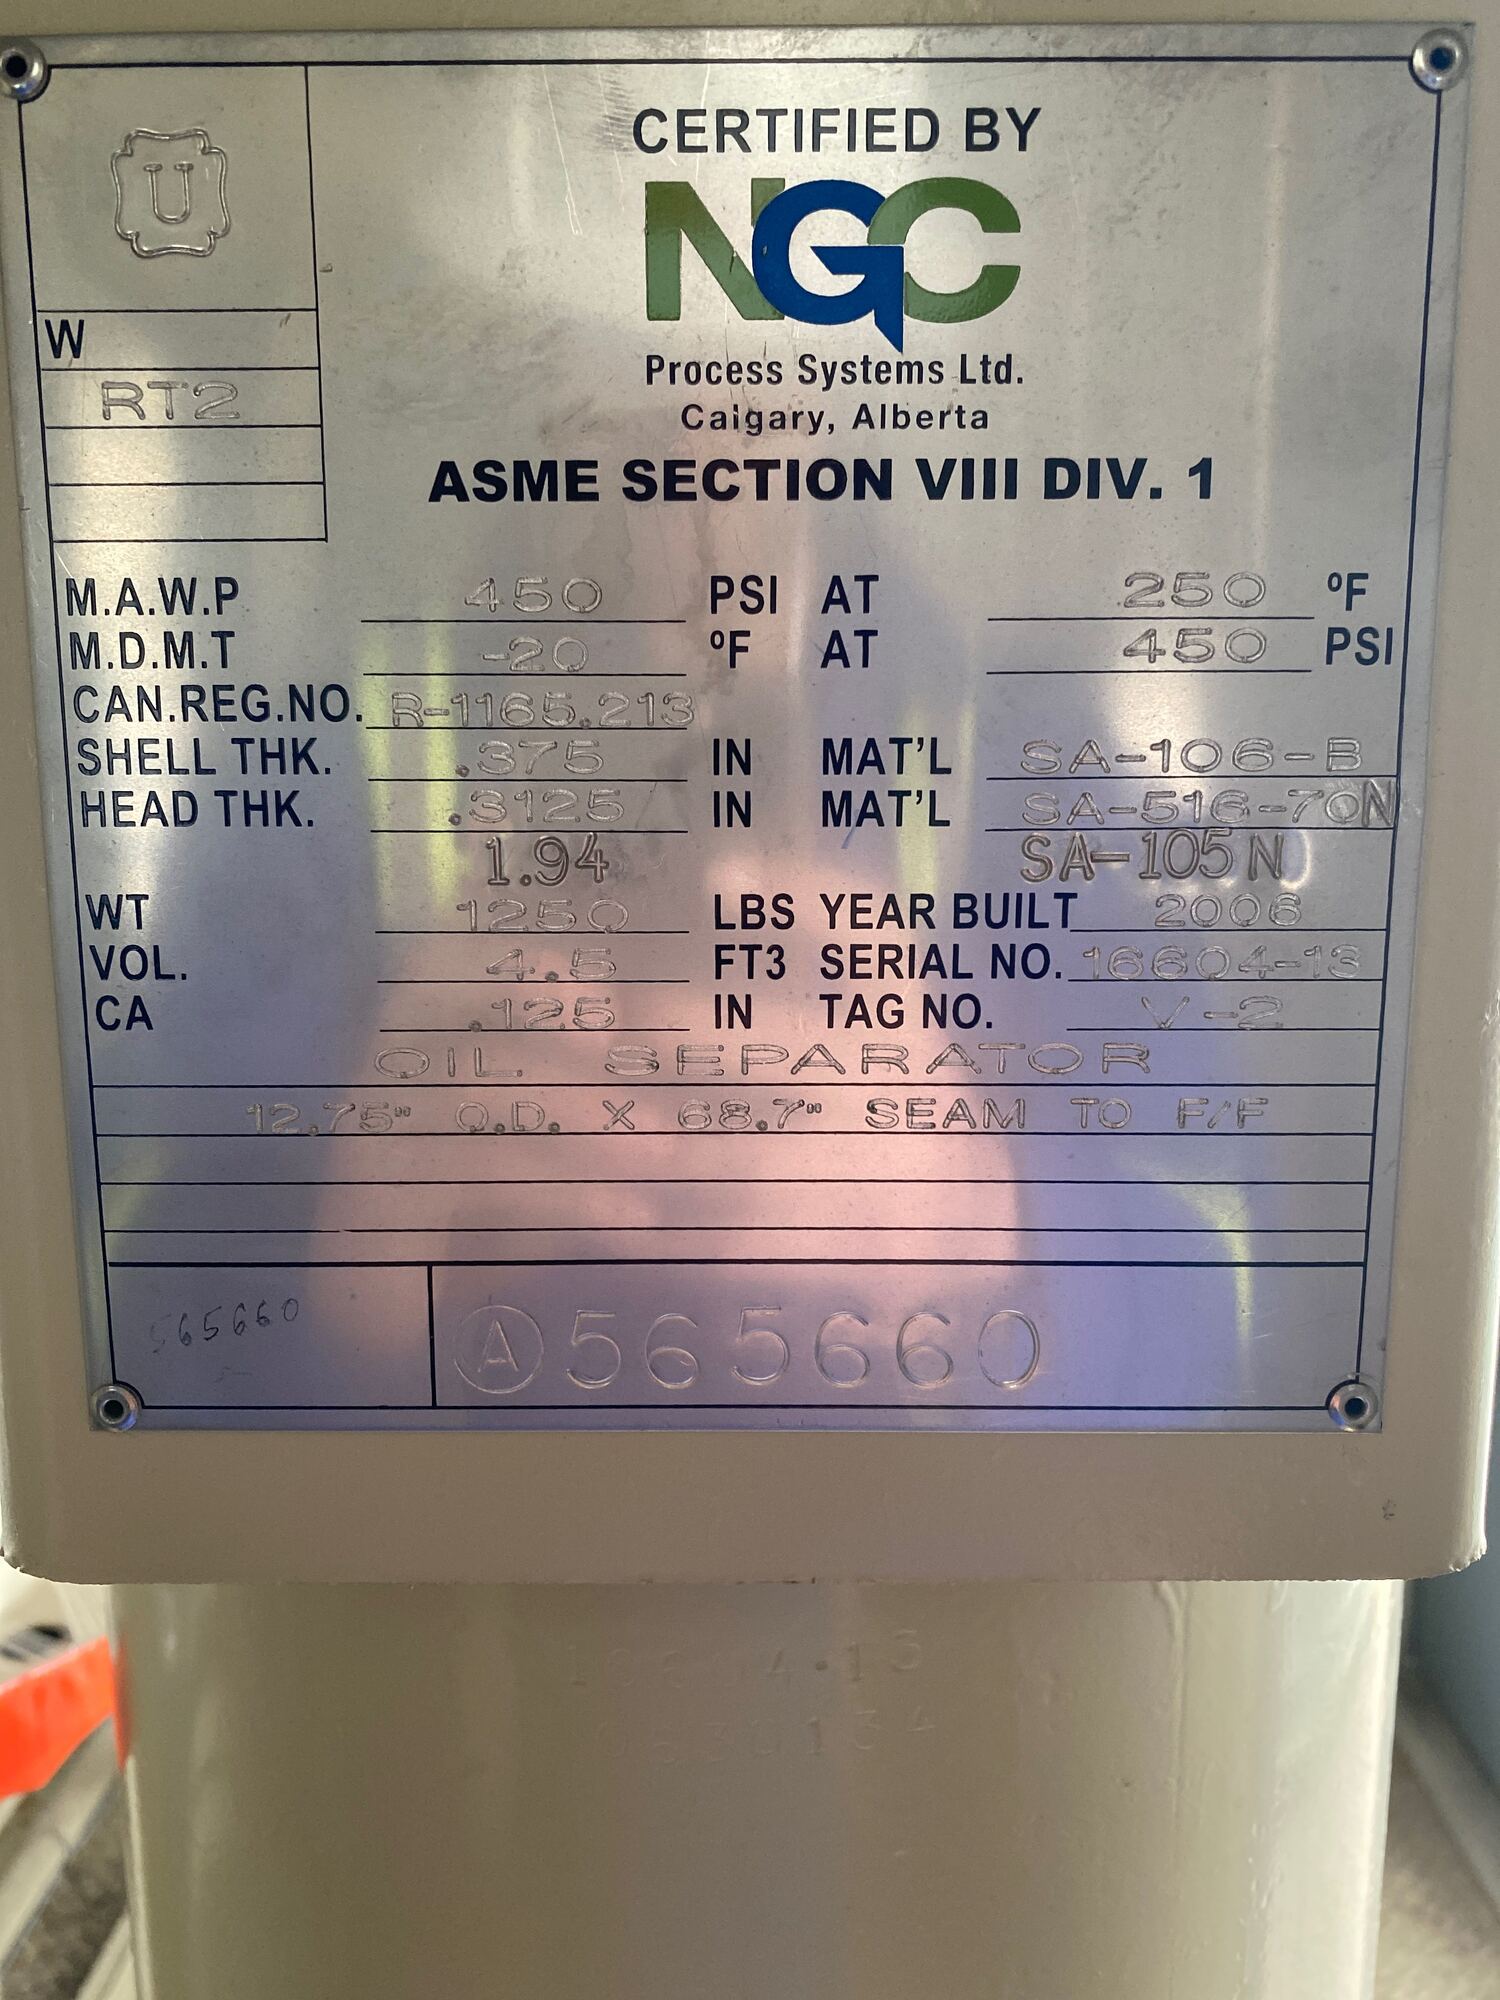 U
CERTIFIED BY
NGC
Process Systems Ltd.
Calgary, Alberta
W
RT2
ASME SECTION VIII DIV. 1
M.A.W.P 450 PSI AT 250 ºF
M.D.M.T -20 ºF AT 450 PSI
CAN.REG.NO. R-1165.213
SHELL THK. .375 IN MAT'L SA-106-B
HEAD THK. .3125 IN MAT'L SA-516-70N
1.94 SA-105N
WT 1250 LBS YEAR BUILT 2006
VOL. 4.5 FT3 SERIAL NO. 16604-13
CA .125 IN TAG NO. V-2
OIL SEPARATOR
12.75" O.D. X 68.7" SEAM TO F/F
565660
A 565660
16604-13